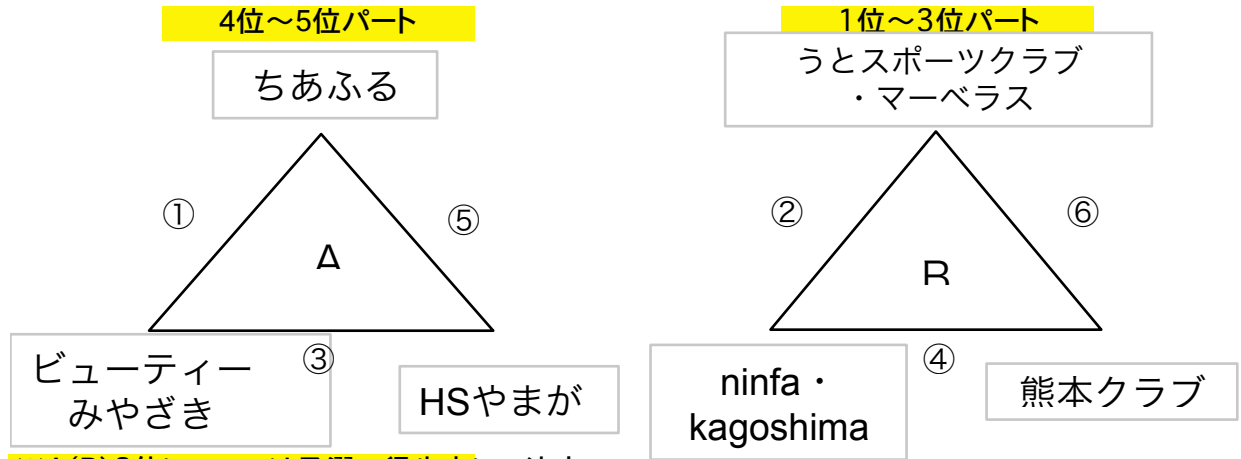 4位～5位パート
ちあふる
①
⑤
A
③
ビューティー
みやざき
HSやまが
1位～3位パート
うとスポーツクラブ
・マーベラス
②
⑥
B
④
ninfa・
kagoshima
熊本クラブ